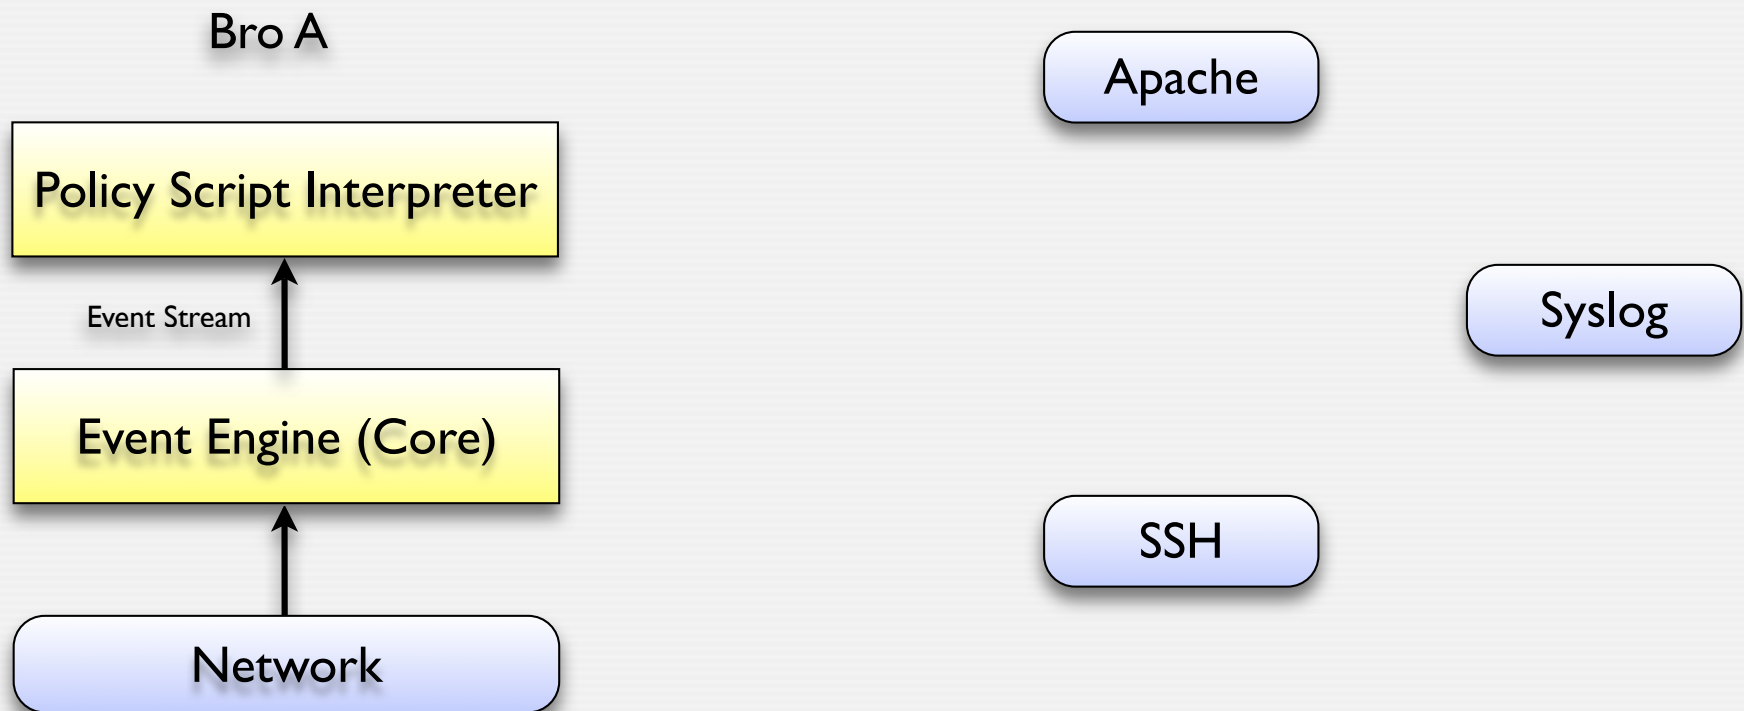 Bro A
Apache
Policy Script Interpreter
Event Stream
Syslog
Event Engine (Core)
SSH
Network